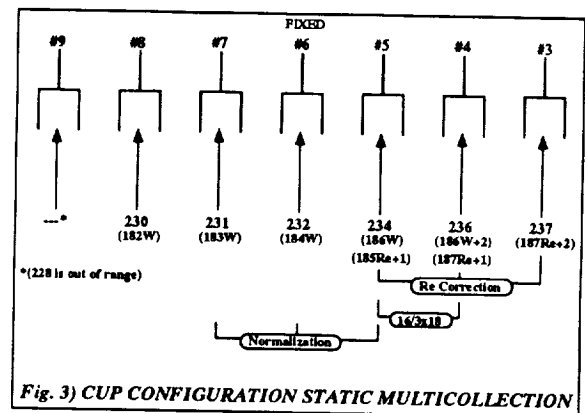 FIXED
#9 #8 #7 #6 #5 #4 #3
---* 230 231 232 234 236 237
(182W) (183W) (184W) (186W) (186W+2) (187Re+2)
(185Re+1) (187Re+1)
*(228 is out of range)
Re Correction
16/3x18
Normalization
Fig. 3) CUP CONFIGURATION STATIC MULTICOLLECTION